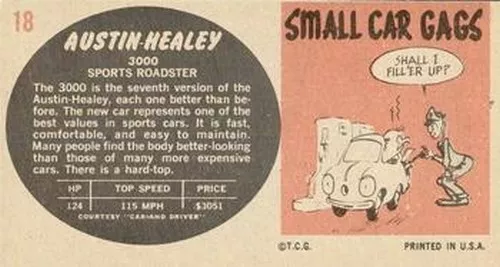 18
AUSTIN-HEALEY
3000
SPORTS ROADSTER
The 3000 is the seventh version of the
Austin-Healey, each one better than be-
fore. The new car represents one of the
best values in sports cars. It is fast,
comfortable, and easy to maintain.
Many people find the body better-looking
than those of many more expensive
cars. There is a hard-top.
HP TOP SPEED PRICE
124 115 MPH $3051
COURTESY "CAR-AND DRIVER"
SMALL CAR GAGS
SHALL I
FILL'ER UP?
©T.C.G. PRINTED IN U.S.A.